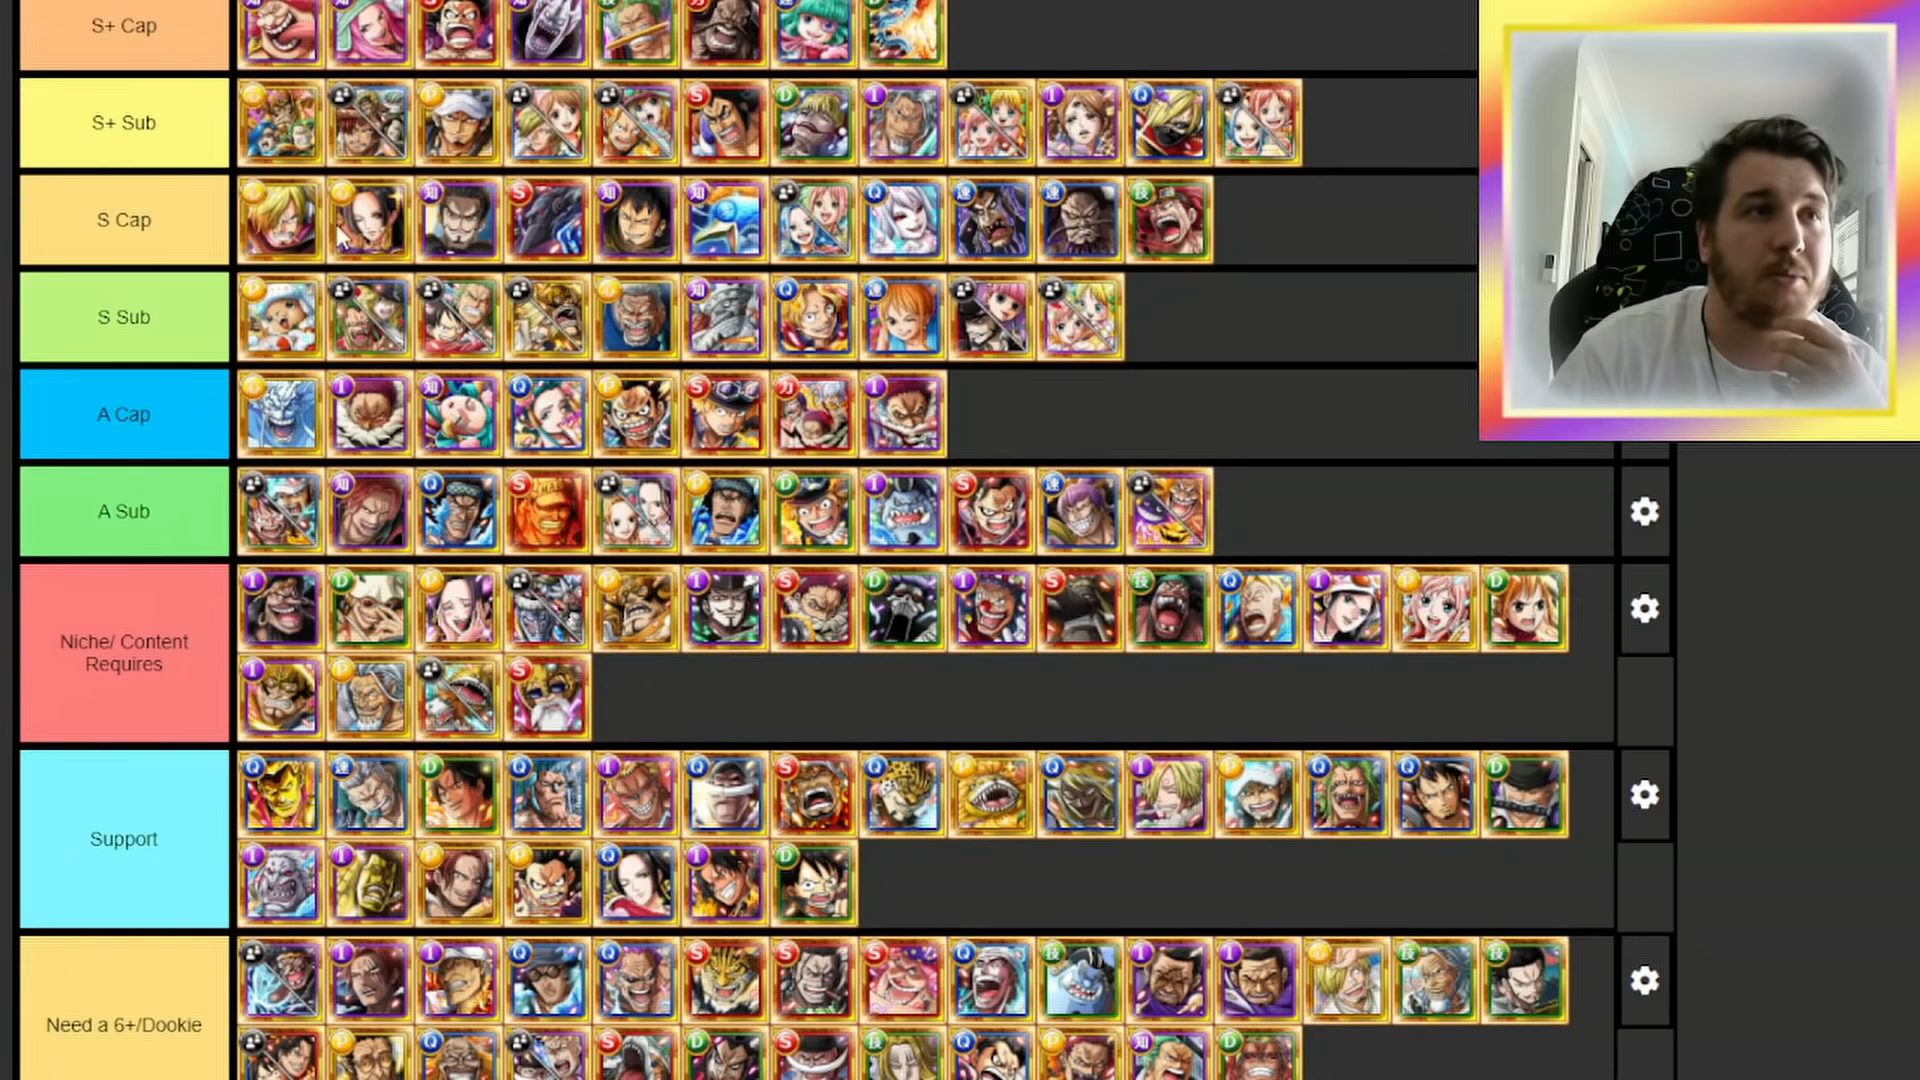 S+ Cap
S+ Sub
S Cap
S Sub
A Cap
A Sub
Niche/ Content
Requires
Support
Need a 6+/Dookie